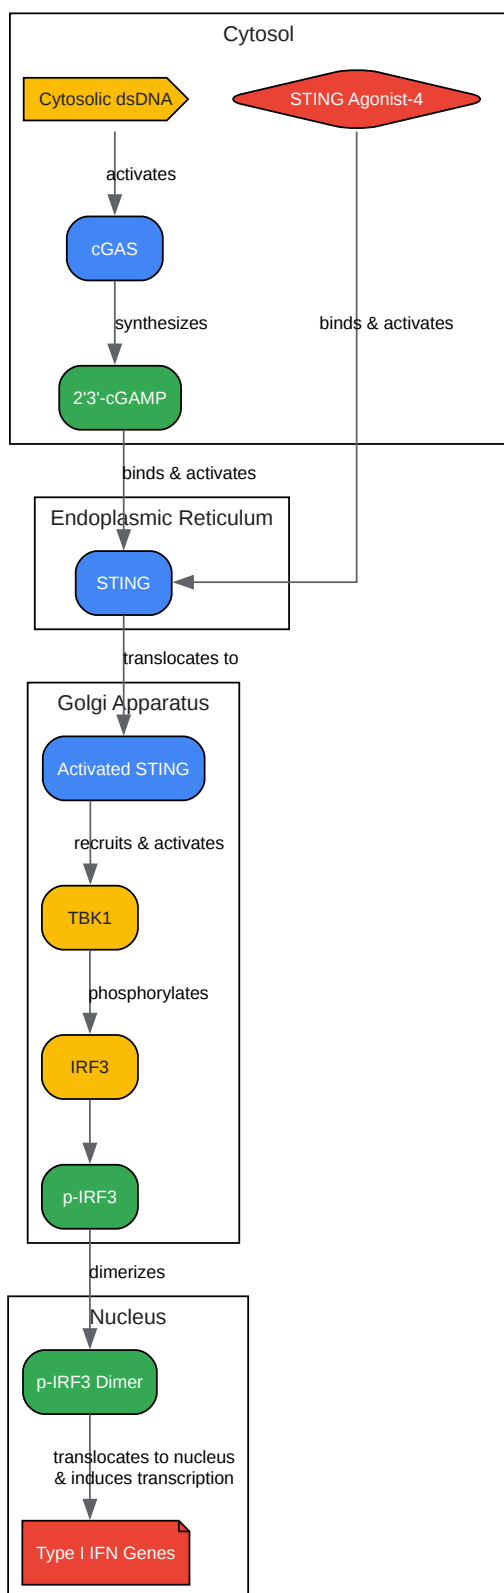 Cytosol
Cytosolic dsDNA
STING Agonist-4
activates
cGAS
synthesizes
binds & activates
2'3'-cGAMP
binds & activates
Endoplasmic Reticulum
STING
translocates to
Golgi Apparatus
Activated STING
recruits & activates
TBK1
phosphorylates
IRF3
p-IRF3
dimerizes
Nucleus
p-IRF3 Dimer
translocates to nucleus
& induces transcription
Type I IFN Genes